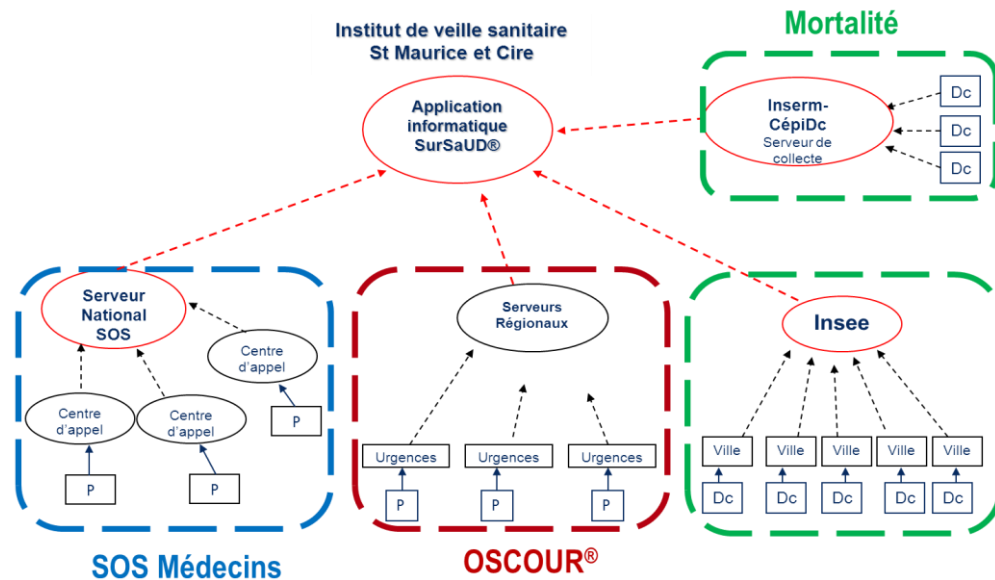 Institut de veille sanitaire
St Maurice et Cire
Mortalité
Application
informatique
SurSaUD®
Inserm-
CépiDc
Serveur de
collecte
Dc
Dc
Dc
Serveur
National
SOS
Centre
d'appel
Centre
d'appel
Centre
d'appel
P
P
P
Serveurs
Régionaux
Urgences
Urgences
Urgences
P
P
P
Insee
Ville
Ville
Ville
Ville
Ville
Dc
Dc
Dc
Dc
Dc
SOS Médecins
OSCOUR®